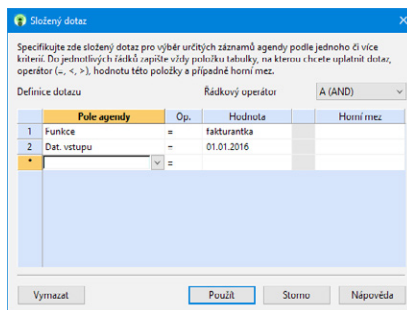 Složený dotaz
Specifikujte zde složený dotaz pro výběr určitých záznamů agendy podle jednoho či více
kritérií. Do jednotlivých řádků zapište vždy položku tabulky, na kterou chcete uplatnit dotaz,
operátor (=, <, >), hodnotu této položky a případně horní mez.
Definice dotazu Řádkový operátor A (AND)
Pole agendy Op. Hodnota Horní mez
1 Funkce = fakturantka
2 Dat. vstupu = 01.01.2016
* =
Vymazat Použít Storno Nápověda